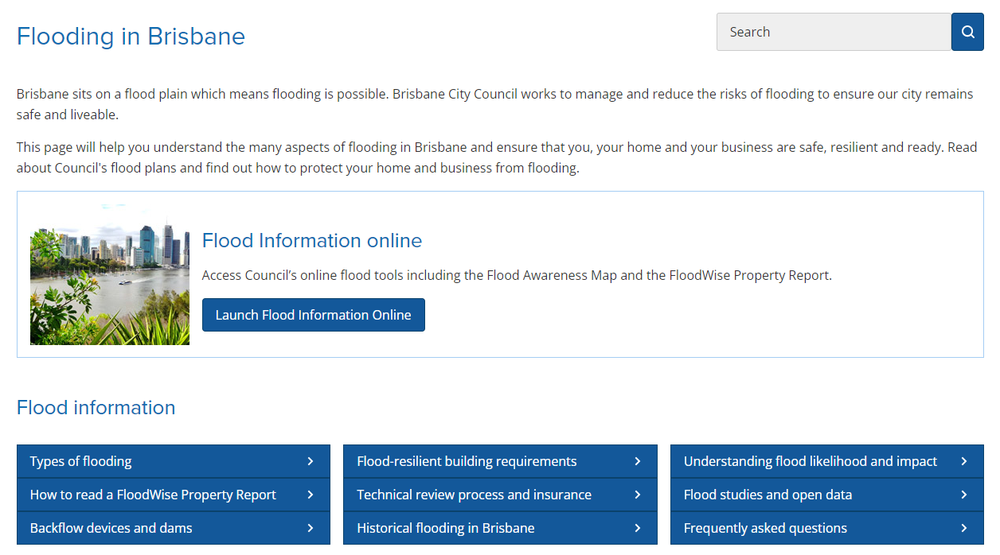 Flooding in Brisbane
Search
Brisbane sits on a flood plain which means flooding is possible. Brisbane City Council works to manage and reduce the risks of flooding to ensure our city remains
safe and liveable.
This page will help you understand the many aspects of flooding in Brisbane and ensure that you, your home and your business are safe, resilient and ready. Read
about Council's flood plans and find out how to protect your home and business from flooding.
Flood Information online
Access Council’s online flood tools including the Flood Awareness Map and the FloodWise Property Report.
Launch Flood Information Online
Flood information
Types of flooding
How to read a FloodWise Property Report
Backflow devices and dams
Flood-resilient building requirements
Technical review process and insurance
Historical flooding in Brisbane
Understanding flood likelihood and impact
Flood studies and open data
Frequently asked questions